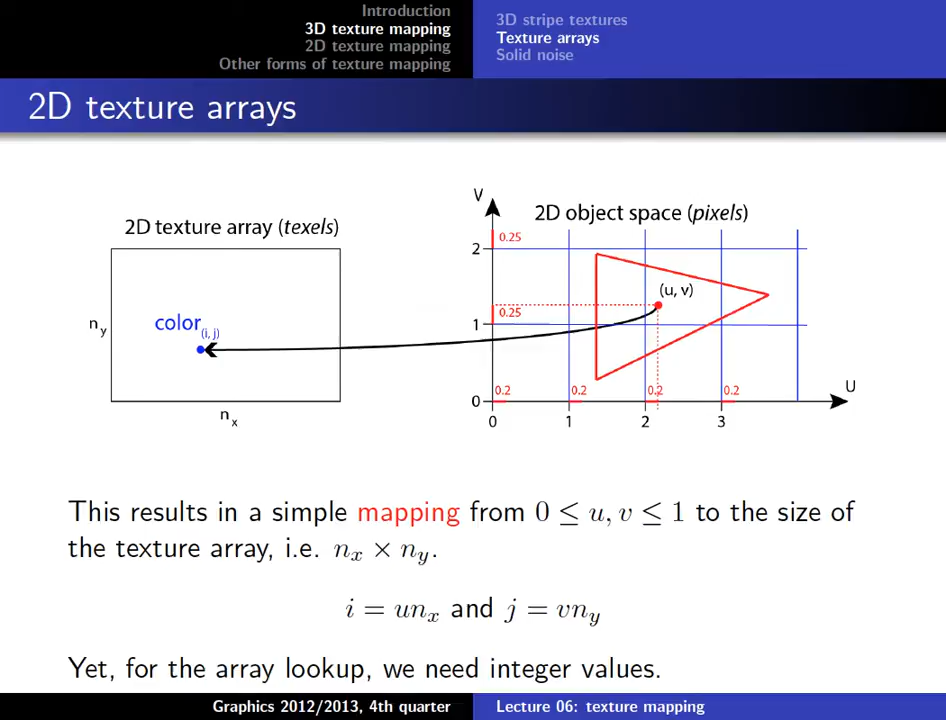 Introduction
3D texture mapping
2D texture mapping
Other forms of texture mapping
3D stripe textures
Texture arrays
Solid noise
2D texture arrays
2D texture array (texels)
n_y
color_(i, j)
n_x
V
2D object space (pixels)
2
0.25
(u, v)
0.25
1
0.2 0.2 0.2 0.2
U
0
0 1 2 3
This results in a simple mapping from 0 ≤ u, v ≤ 1 to the size of
the texture array, i.e. n_x × n_y.
i = un_x and j = vn_y
Yet, for the array lookup, we need integer values.
Graphics 2012/2013, 4th quarter
Lecture 06: texture mapping